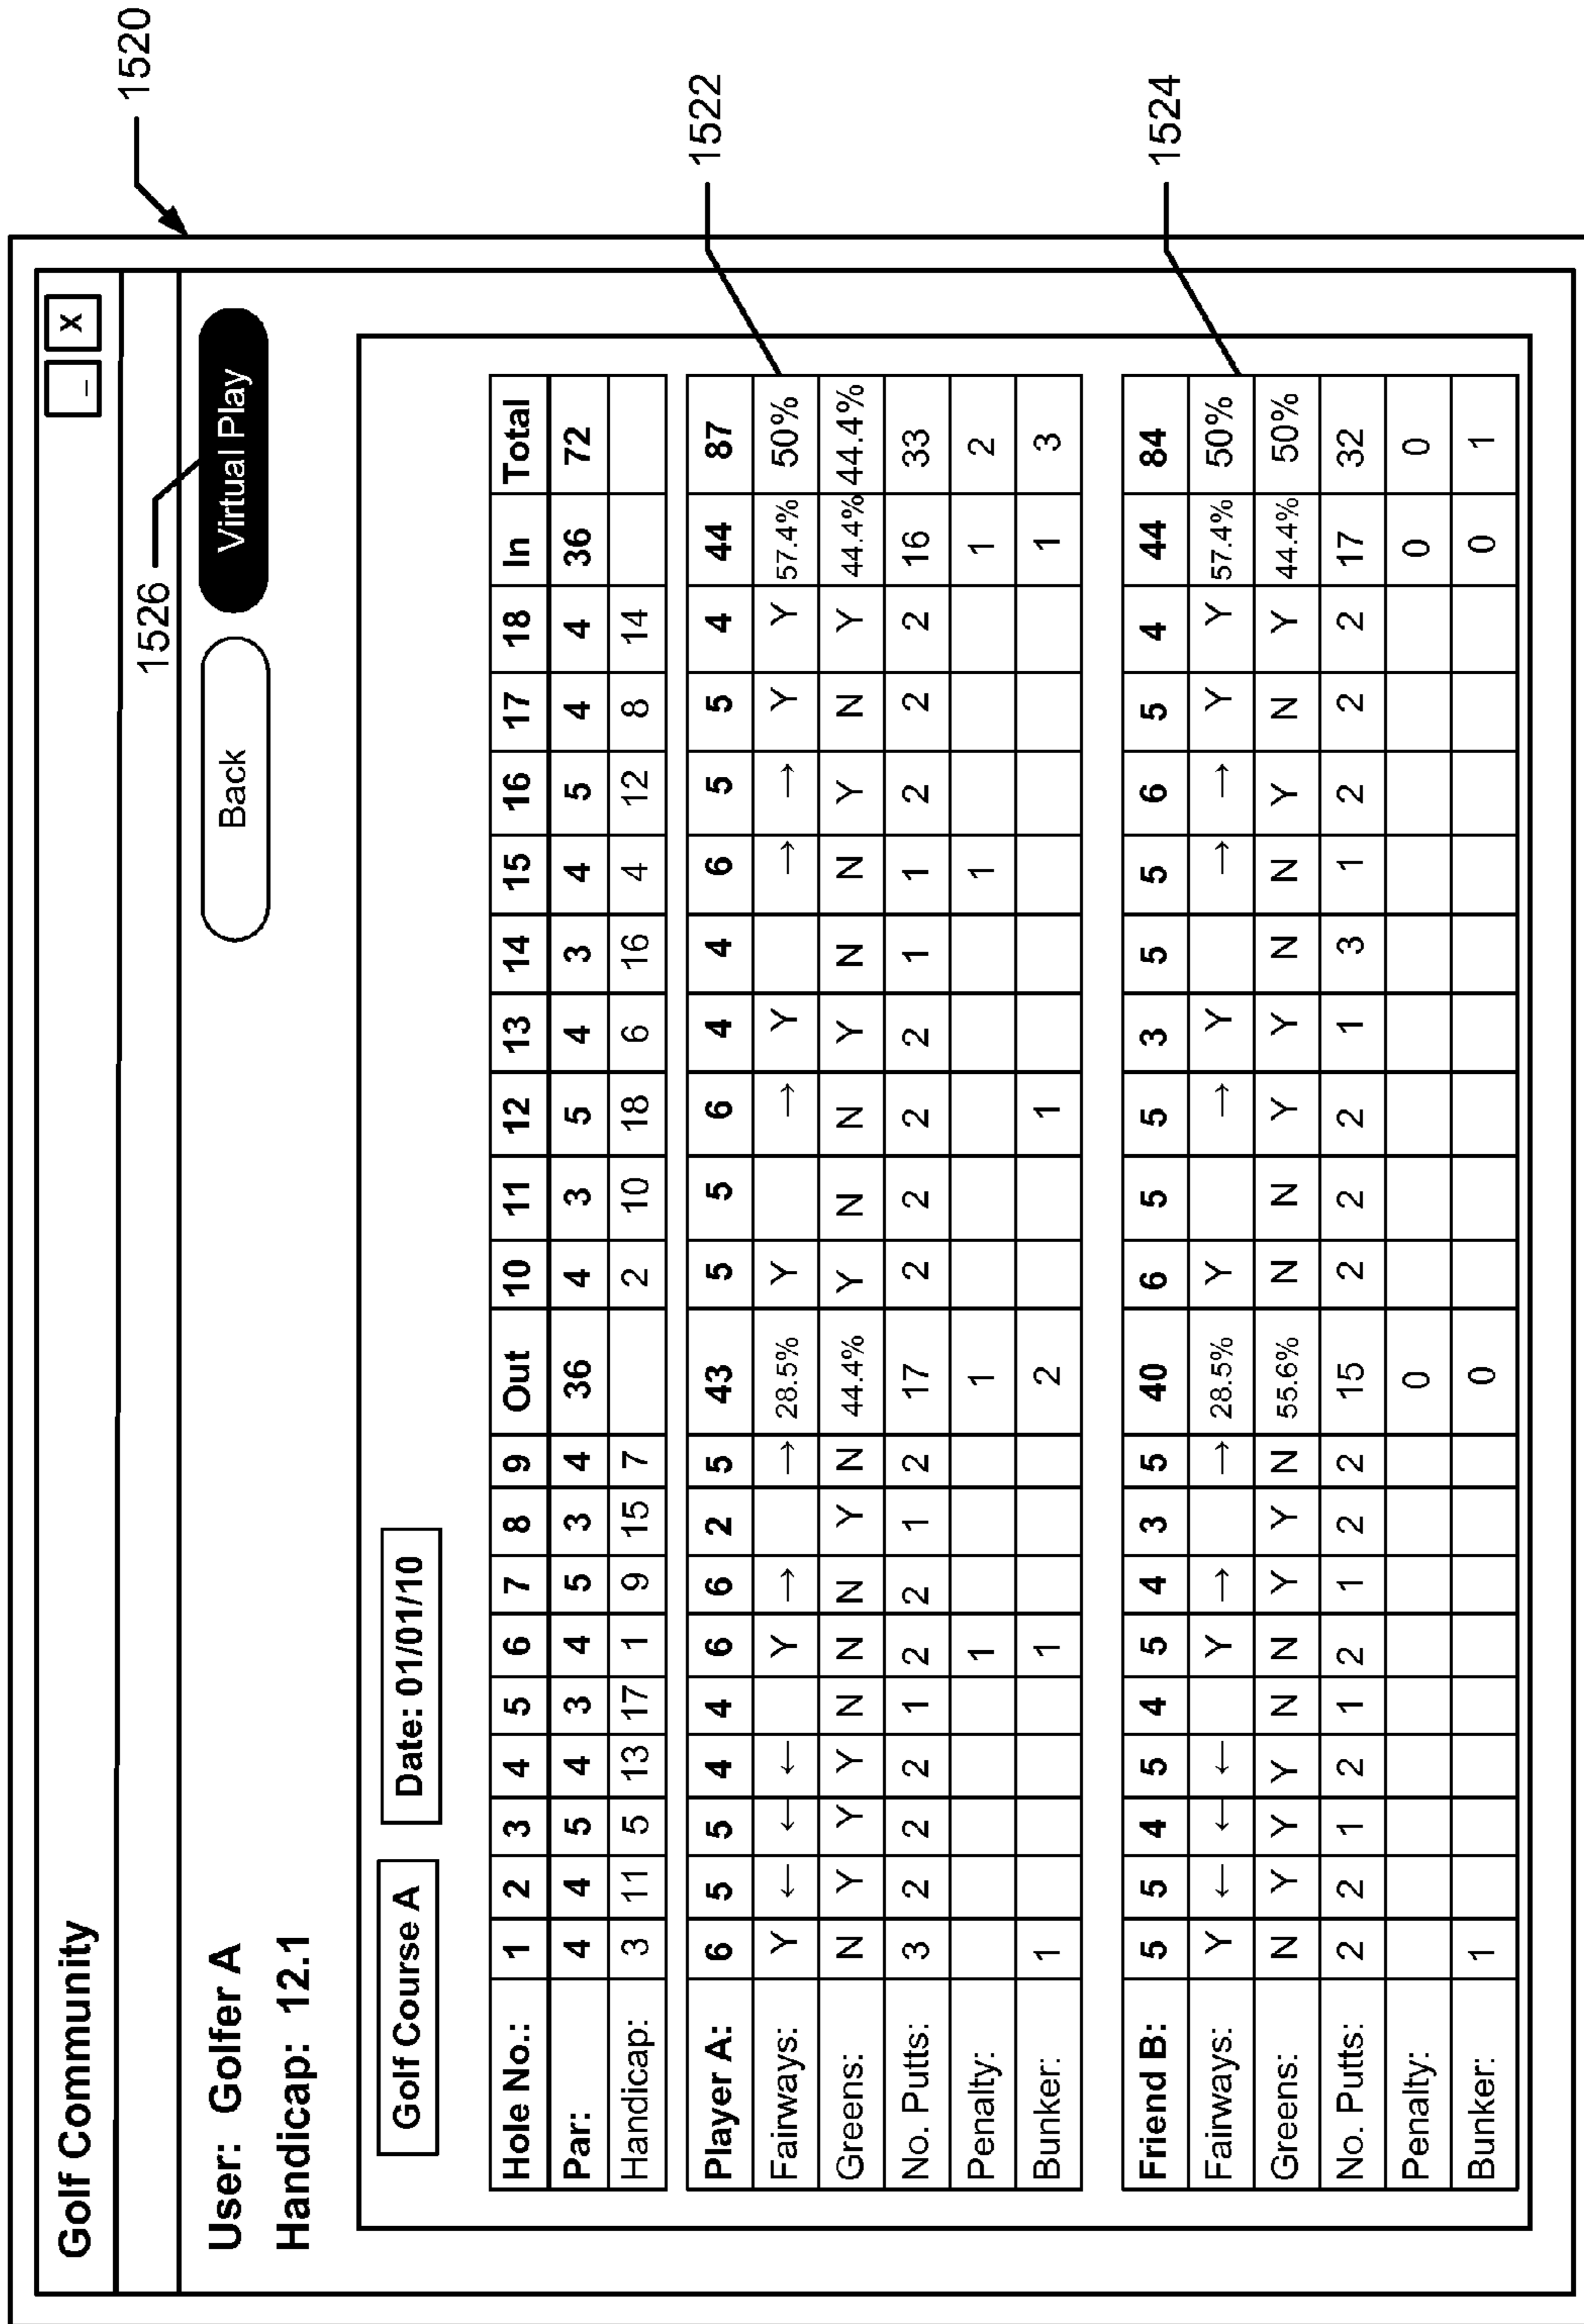 Golf Community _ X
1520
1526
User: Golfer A Back Virtual Play
Handicap: 12.1
Golf Course A Date: 01/01/10
Hole No.: 1 2 3 4 5 6 7 8 9 Out 10 11 12 13 14 15 16 17 18 In Total
Par: 4 4 5 4 3 4 5 3 4 36 4 3 5 4 3 4 5 4 4 36 72
Handicap: 3 11 5 13 17 1 9 15 7 2 10 18 6 16 4 12 8 14
1522
Player A: 6 5 5 4 4 6 6 2 5 43 5 5 6 4 4 6 5 5 4 44 87
Fairways: Y ← ← ← Y → → 28.5% Y → Y → → Y Y 57.4% 50%
Greens: N Y Y Y N N N Y N 44.4% Y N N Y N N Y N Y 44.4% 44.4%
No. Putts: 3 2 2 2 1 2 2 1 2 17 2 2 2 2 1 1 2 2 2 16 33
Penalty: 1 1 1 1 2
Bunker: 1 1 2 1 1 3
1524
Friend B: 5 5 4 5 4 5 4 3 5 40 6 5 5 3 5 5 6 5 4 44 84
Fairways: Y ← ← ← Y → → 28.5% Y → Y → → Y Y 57.4% 50%
Greens: N Y Y Y N N Y Y N 55.6% N N Y Y N N Y N Y 44.4% 50%
No. Putts: 2 2 1 2 1 2 1 2 2 15 2 2 2 1 3 1 2 2 2 17 32
Penalty: 0 0 0
Bunker: 1 0 0 1